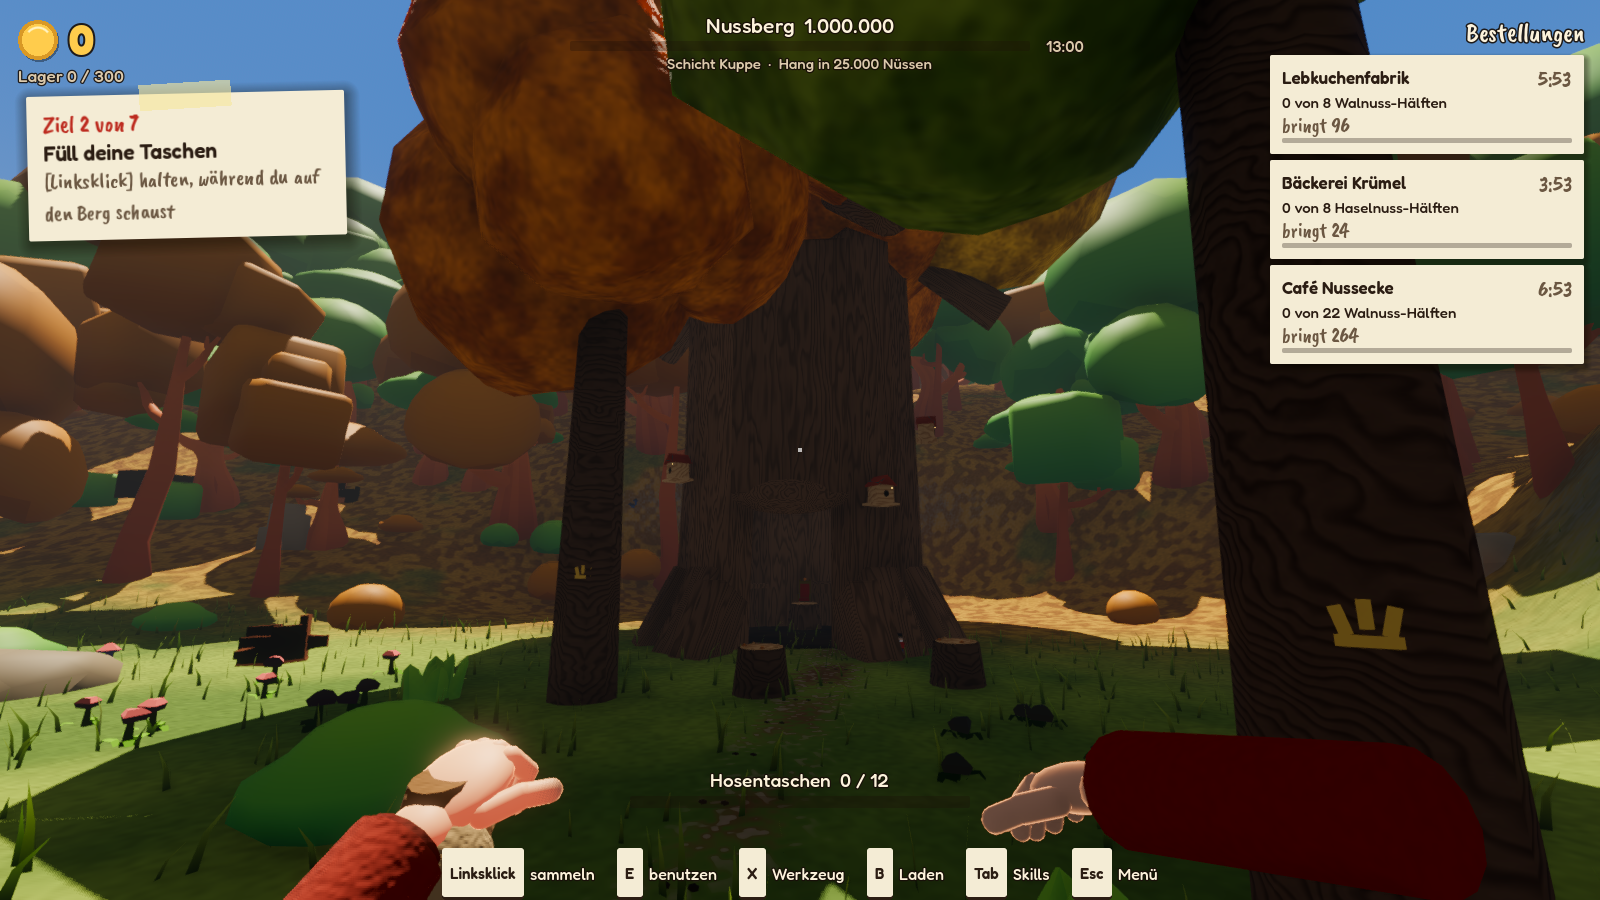 0
Lager 0 / 300
Ziel 2 von 7
Füll deine Taschen
[Linksklick] halten, während du auf
den Berg schaust
Nussberg 1.000.000
13:00
Schicht Kuppe · Hang in 25.000 Nüssen
Bestellungen
Lebkuchenfabrik 5:53
0 von 8 Walnuss-Hälften
bringt 96
Bäckerei Krümel 3:53
0 von 8 Haselnuss-Hälften
bringt 24
Café Nussecke 6:53
0 von 22 Walnuss-Hälften
bringt 264
Hosentaschen 0 / 12
Linksklick sammeln E benutzen X Werkzeug B Laden Tab Skills Esc Menü